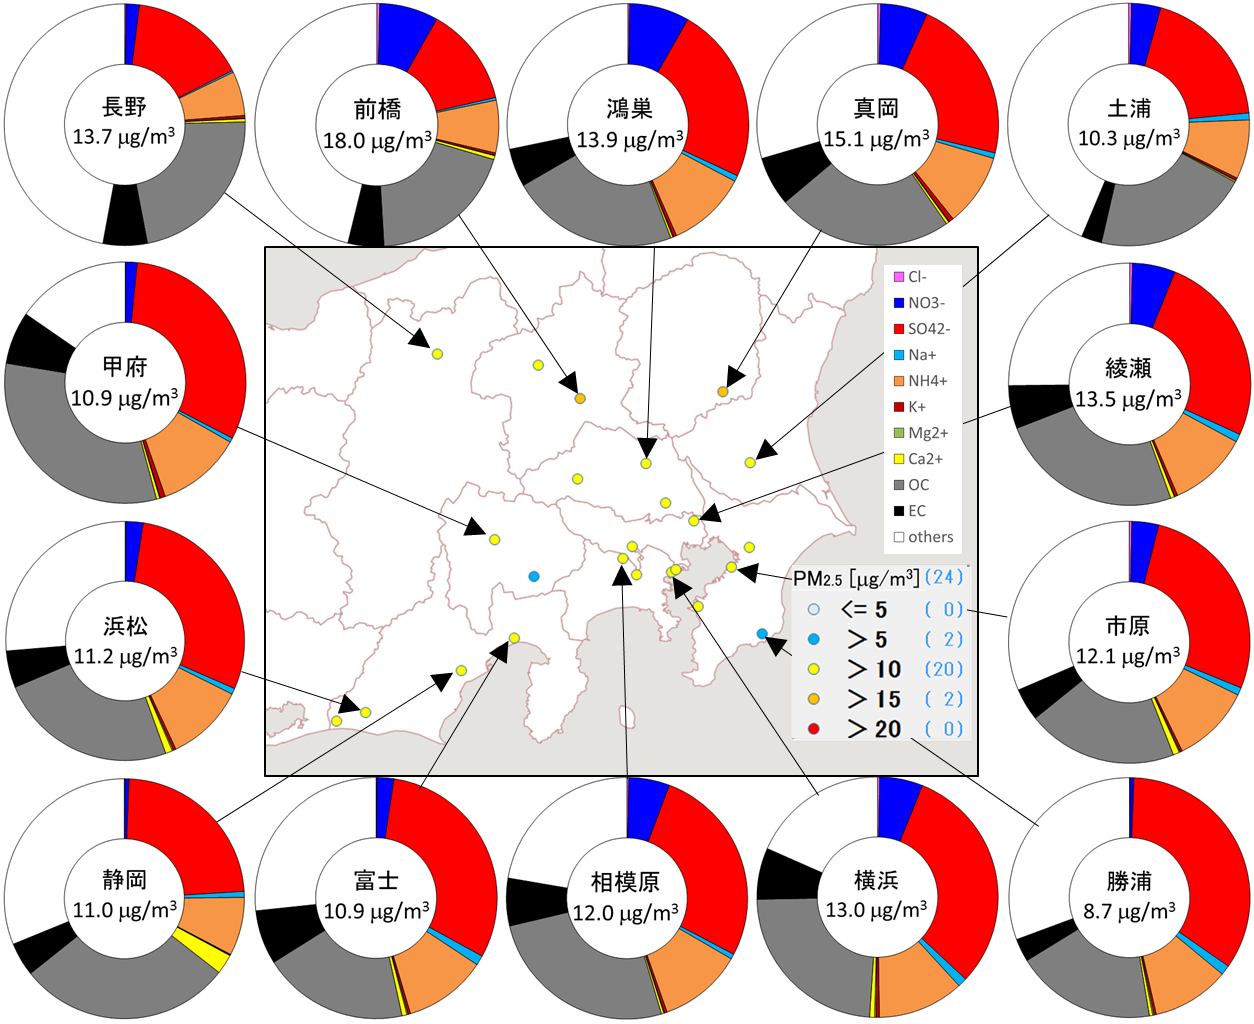 長野
13.7 μg/m³
前橋
18.0 μg/m³
鴻巣
13.9 μg/m³
真岡
15.1 μg/m³
土浦
10.3 μg/m³
甲府
10.9 μg/m³
綾瀬
13.5 μg/m³
浜松
11.2 μg/m³
市原
12.1 μg/m³
静岡
11.0 μg/m³
富士
10.9 μg/m³
相模原
12.0 μg/m³
横浜
13.0 μg/m³
勝浦
8.7 μg/m³
Cl-
NO3-
SO42-
Na+
NH4+
K+
Mg2+
Ca2+
OC
EC
others
PM2.5 [μg/m³] (24)
<= 5 ( 0)
> 5 ( 2)
> 10 (20)
> 15 ( 2)
> 20 ( 0)